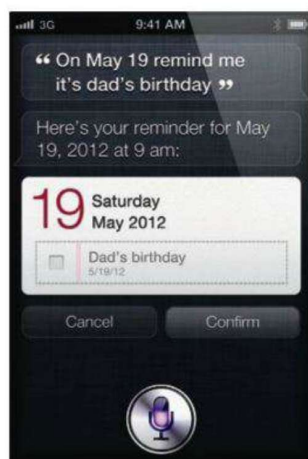 3G 9:41 AM
“ On May 19 remind me
it's dad's birthday ”
Here's your reminder for May
19, 2012 at 9 am:
19 Saturday
May 2012
Dad's birthday
5/19/12
Cancel Confirm